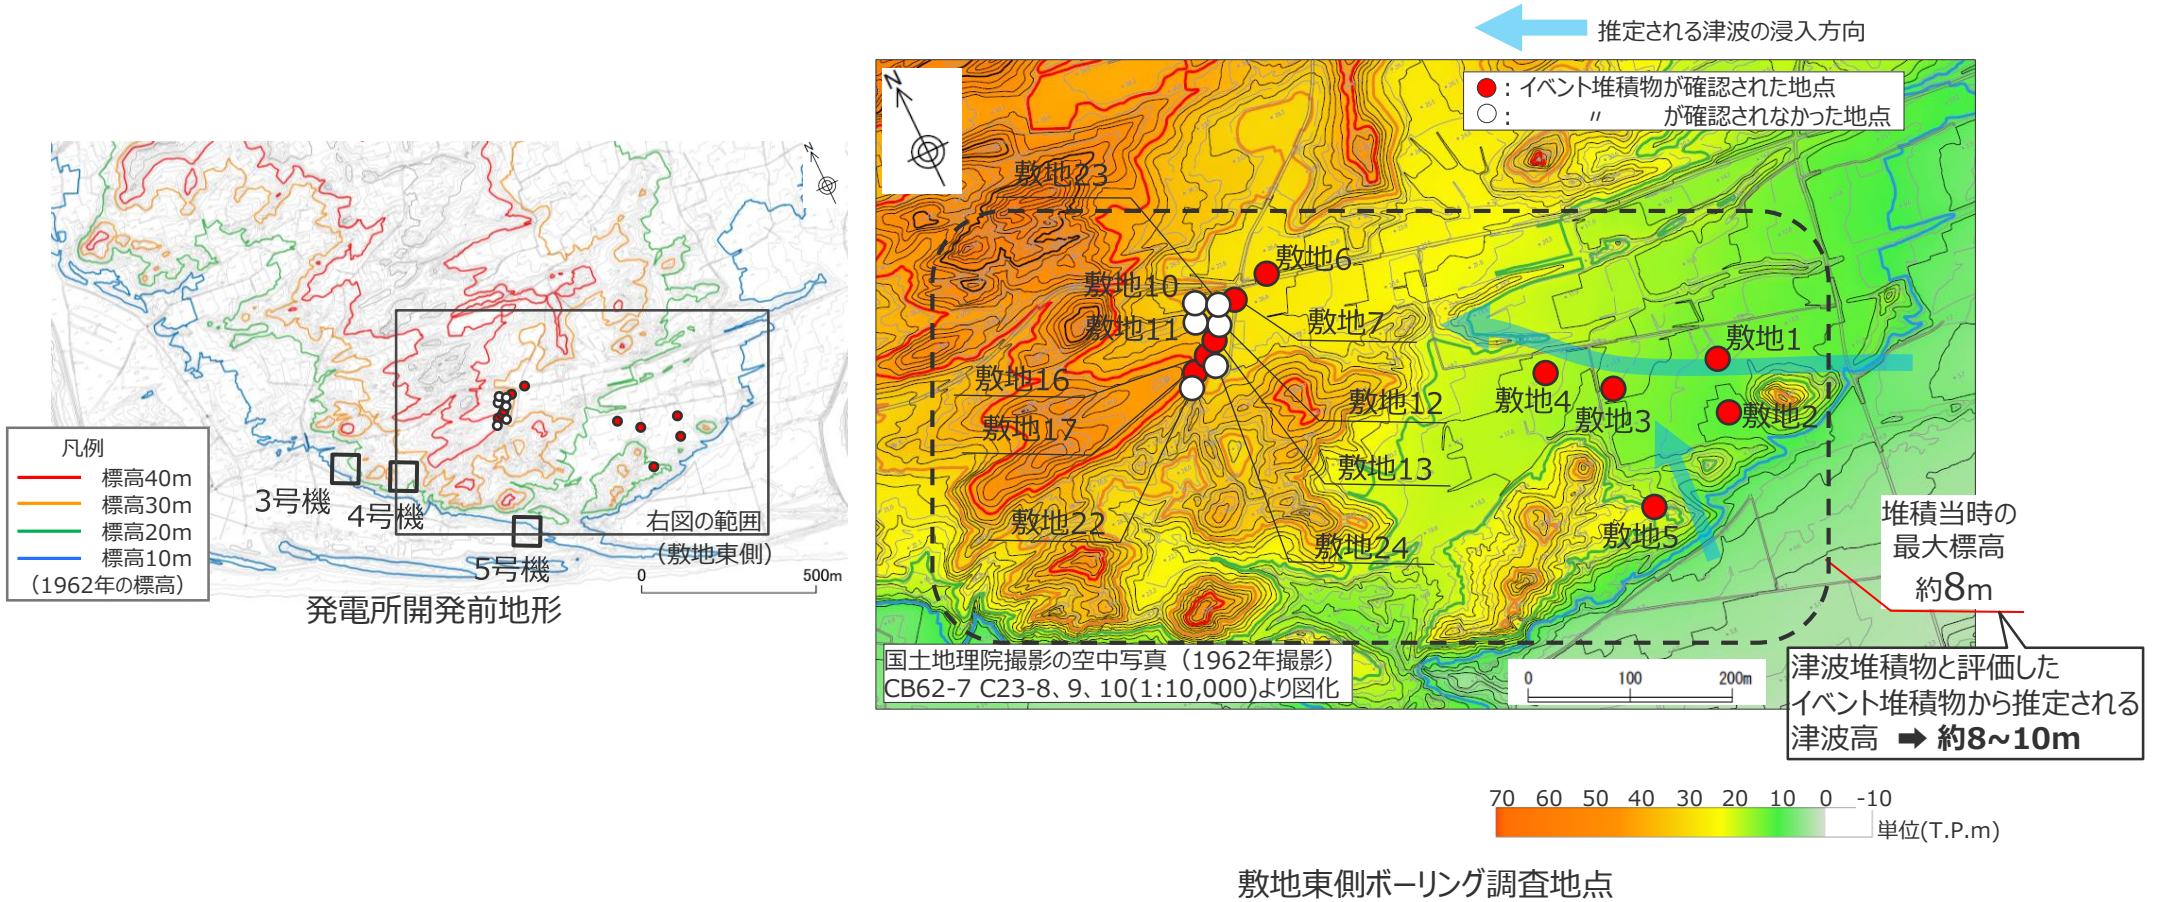 推定される津波の浸入方向
N
● : イベント堆積物が確認された地点
○ : 〃 が確認されなかった地点
敷地23
敷地6
敷地10
敷地7
敷地11
敷地1
敷地16
敷地12
敷地4
敷地3
敷地2
敷地17
敷地13
敷地22
敷地24
敷地5
堆積当時の
最大標高
約8m
国土地理院撮影の空中写真（1962年撮影）
CB62-7 C23-8、9、10(1:10,000)より図化
0 100 200m
津波堆積物と評価した
イベント堆積物から推定される
津波高 ➡ 約8~10m
70 60 50 40 30 20 10 0 -10
単位(T.P.m)
敷地東側ボーリング調査地点
N
凡例
標高40m
標高30m
標高20m
標高10m
（1962年の標高）
3号機
4号機
5号機
右図の範囲
（敷地東側）
0 500m
発電所開発前地形